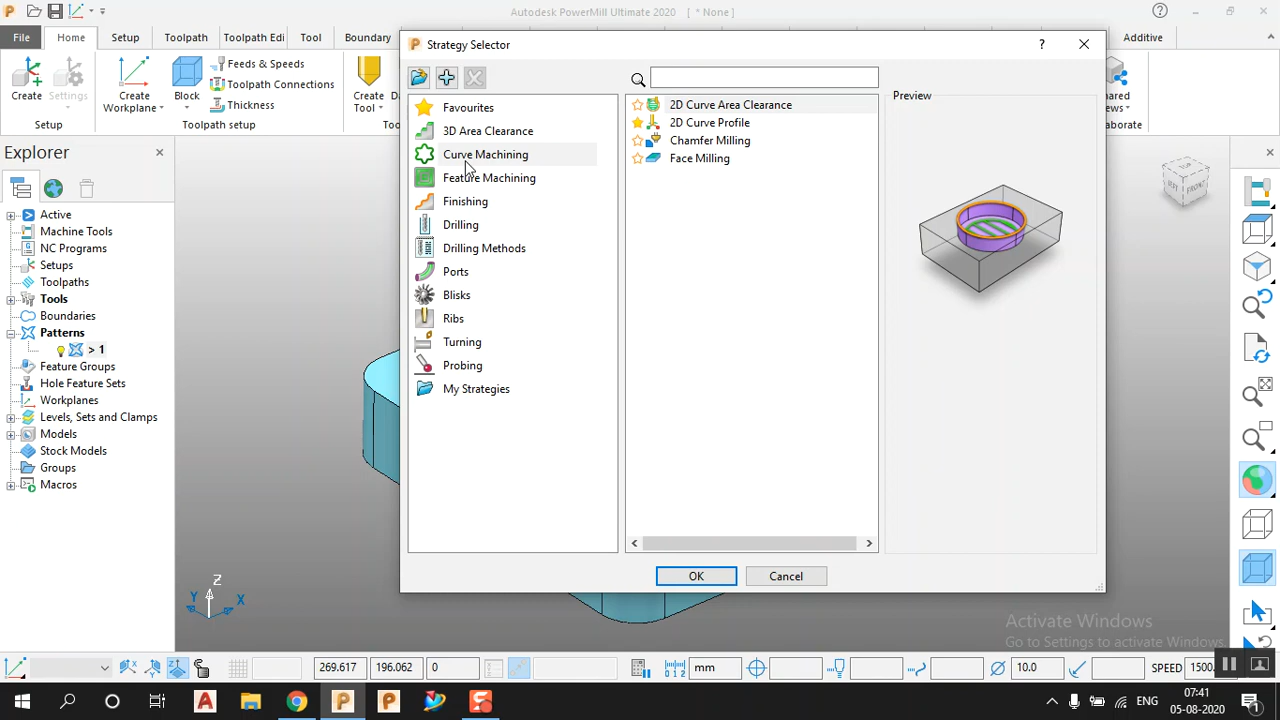 Autodesk PowerMill Ultimate 2020 [ * None ]
File
Home
Setup
Toolpath
Toolpath Edi
Tool
Boundary
Additive
Create
Settings
Setup
Create
Workplane
Block
Feeds & Speeds
Toolpath Connections
Thickness
Toolpath setup
Create
Tool
ared
ews
laborate
Explorer
Active
Machine Tools
NC Programs
Setups
Toolpaths
Tools
Boundaries
Patterns
> 1
Feature Groups
Hole Feature Sets
Workplanes
Levels, Sets and Clamps
Models
Stock Models
Groups
Macros
Strategy Selector
?
Favourites
3D Area Clearance
Curve Machining
Feature Machining
Finishing
Drilling
Drilling Methods
Ports
Blisks
Ribs
Turning
Probing
My Strategies
2D Curve Area Clearance
2D Curve Profile
Chamfer Milling
Face Milling
Preview
OK
Cancel
FRONT
Z
Y
X
Activate Windows
Go to Settings to activate Windows.
269.617
196.062
0
mm
10.0
SPEED
1500.
ENG
07:41
05-08-2020